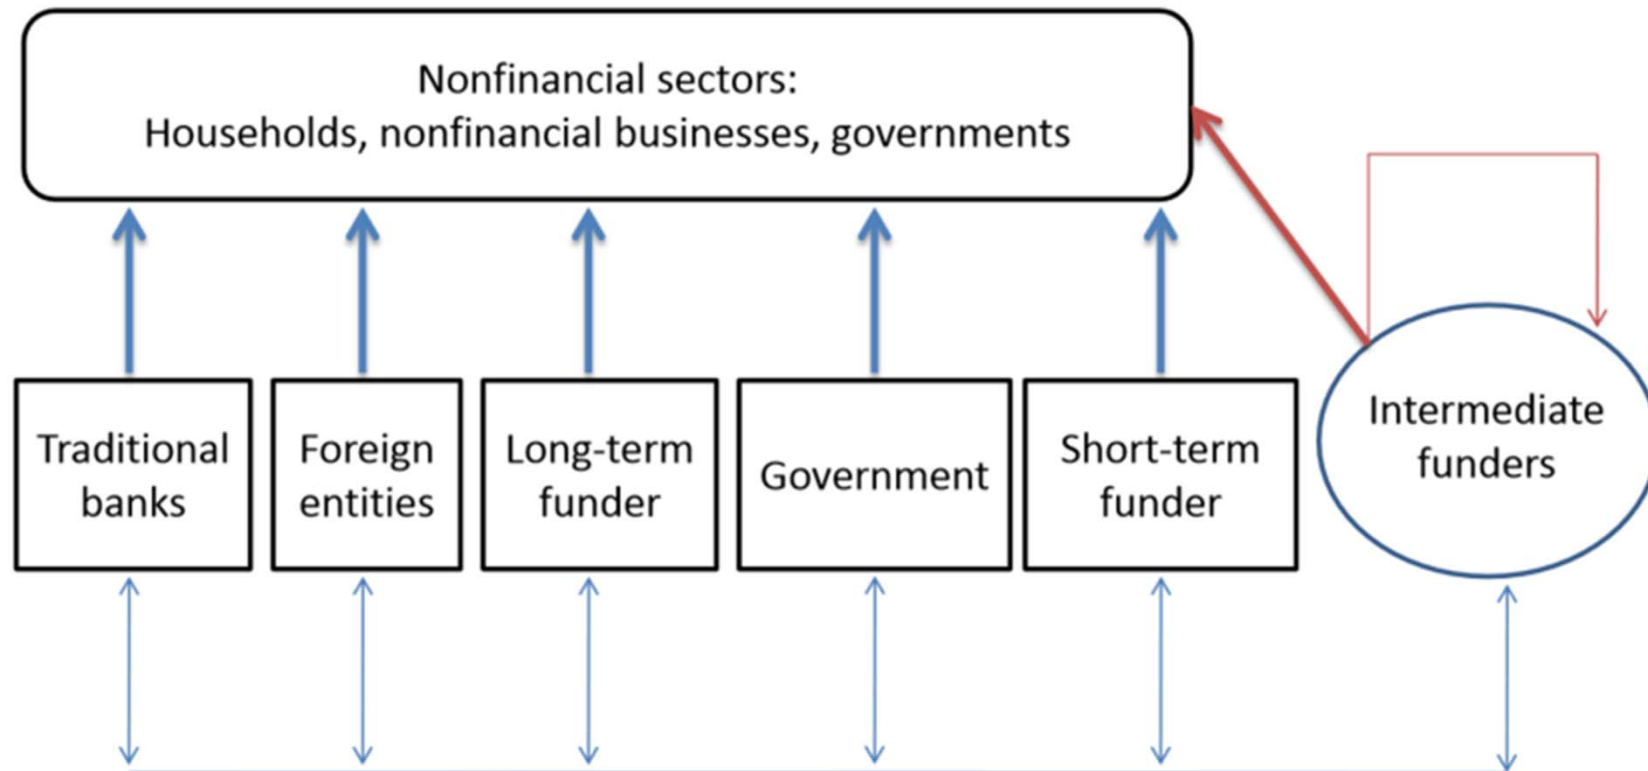 Nonfinancial sectors:
Households, nonfinancial businesses, governments
Traditional
banks
Foreign
entities
Long-term
funder
Government
Short-term
funder
Intermediate
funders